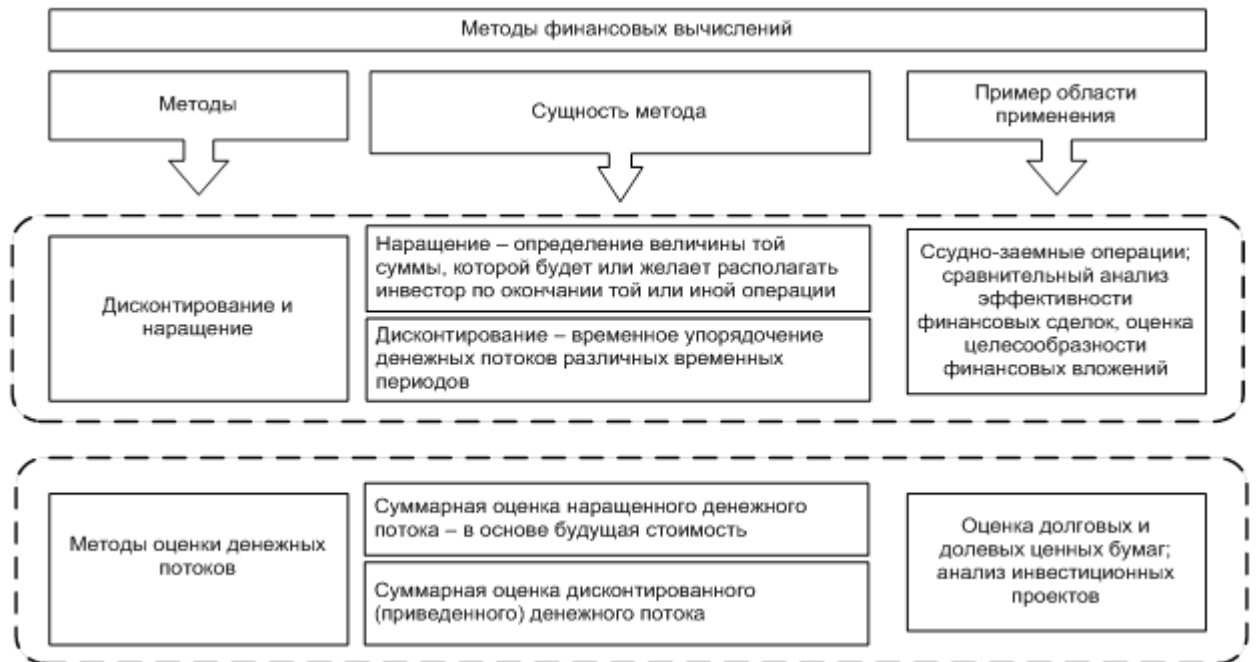 Методы финансовых вычислений
Методы
Сущность метода
Пример области
применения
Дисконтирование и
наращение
Наращение – определение величины той
суммы, которой будет или желает располагать
инвестор по окончании той или иной операции
Дисконтирование – временное упорядочение
денежных потоков различных временных
периодов
Ссудно-заемные операции;
сравнительный анализ
эффективности
финансовых сделок, оценка
целесообразности
финансовых вложений
Методы оценки денежных
потоков
Суммарная оценка наращенного денежного
потока – в основе будущая стоимость
Суммарная оценка дисконтированного
(приведенного) денежного потока
Оценка долговых и
долевых ценных бумаг;
анализ инвестиционных
проектов